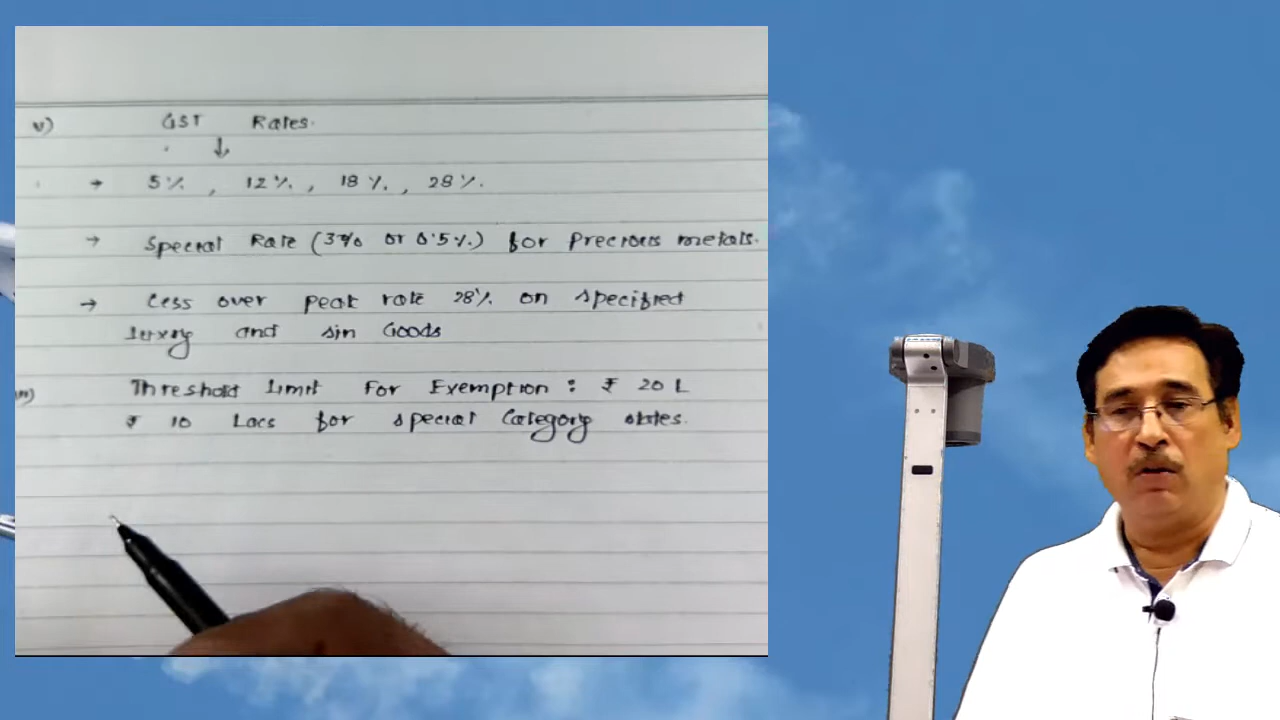 v) GST Rates.
↓
→ 5%, 12%, 18%, 28%.
→ Special Rate (3% or 0.5%) for Precious metals.
→ Cess over peak rate 28% on specified
luxury and sin Goods
Threshold Limit For Exemption : ₹ 20 L
₹ 10 Lacs for special Category states.